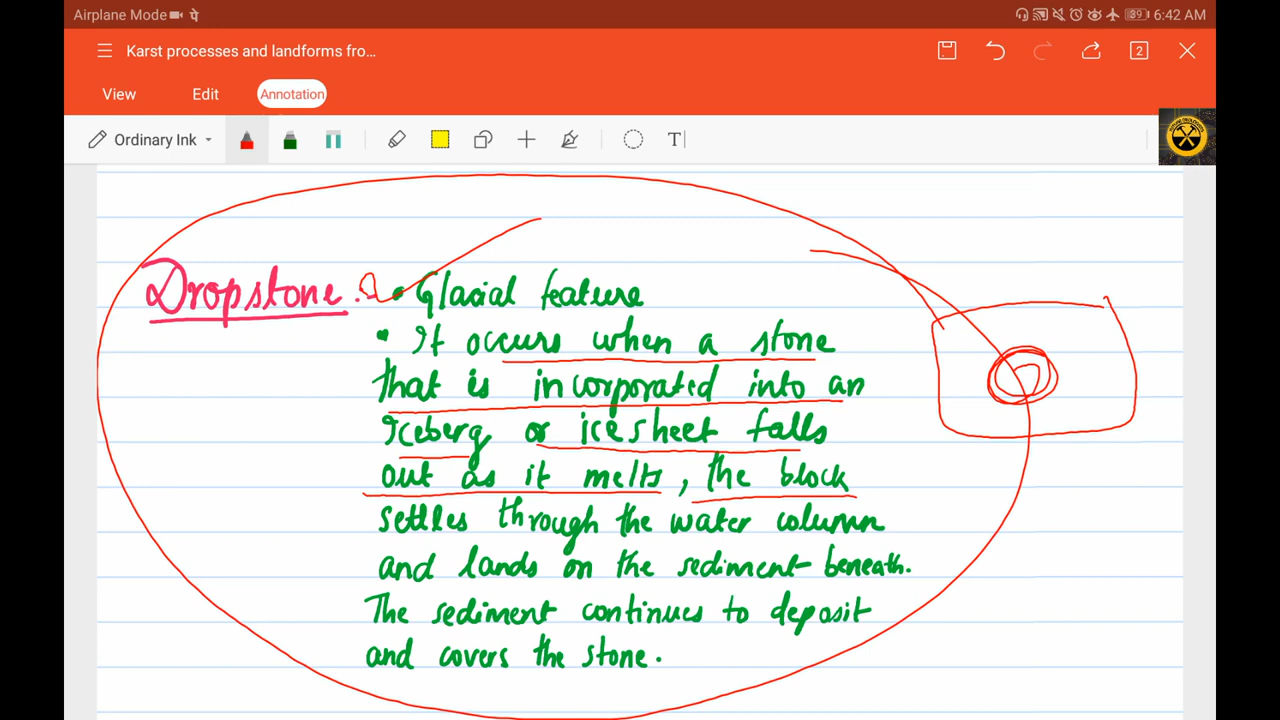 Airplane Mode
39 6:42 AM
Karst processes and landforms fro...
2
View Edit Annotation
Ordinary Ink
T
Dropstone. • Glacial feature
• It occurs when a stone
that is incorporated into an
Iceberg or icesheet falls
out as it melts, the block
settles through the water column
and lands on the sediment beneath.
The sediment continues to deposit
and covers the stone.